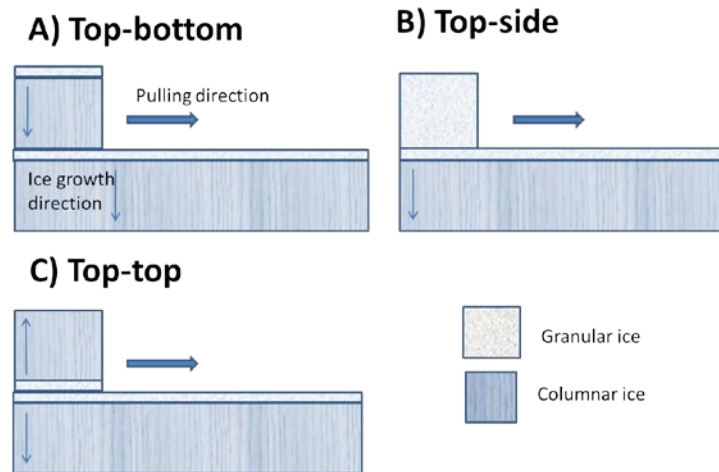 A) Top-bottom
Pulling direction
Ice growth
direction
B) Top-side
C) Top-top
Granular ice
Columnar ice